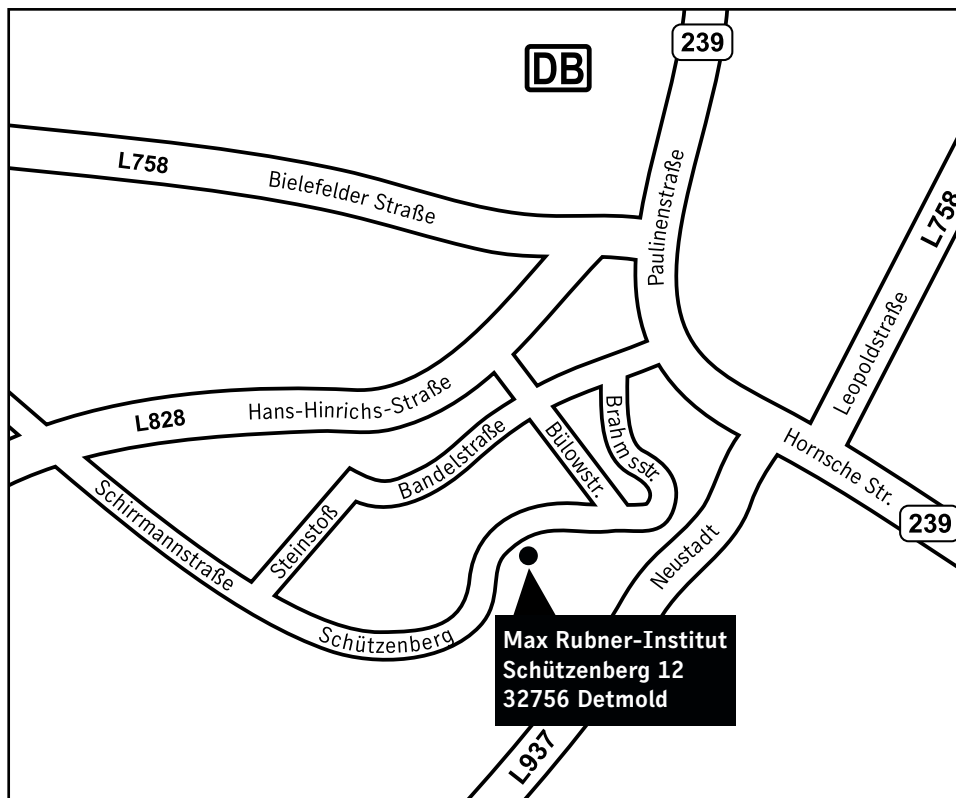 239
DB
L758
Bielefelder Straße
Paulinenstraße
L758
Leopoldstraße
L828
Hans-Hinrichs-Straße
Brahmsstr.
Bandelstraße
Bülowstr.
Hornsche Str.
239
Schirrmannstraße
Steinstoß
Neustadt
Schützenberg
Max Rubner-Institut
Schützenberg 12
32756 Detmold
L937